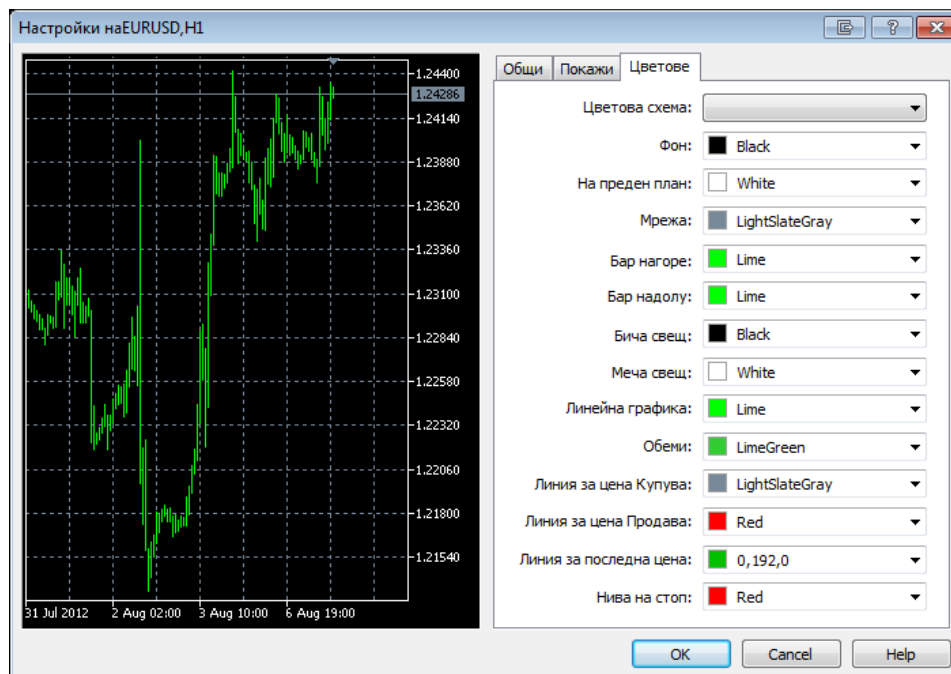 Настройки наEURUSD,H1
Общи Покажи Цветове
1.24400
1.24286
1.24140
1.23880
1.23620
1.23360
1.23100
1.22840
1.22580
1.22320
1.22060
1.21800
1.21540
31 Jul 2012 2 Aug 02:00 3 Aug 10:00 6 Aug 19:00
Цветова схема:
Фон: Black
На преден план: White
Мрежа: LightSlateGray
Бар нагоре: Lime
Бар надолу: Lime
Бича свещ: Black
Меча свещ: White
Линейна графика: Lime
Обеми: LimeGreen
Линия за цена Купува: LightSlateGray
Линия за цена Продава: Red
Линия за последна цена: 0,192,0
Нива на стоп: Red
OK Cancel Help